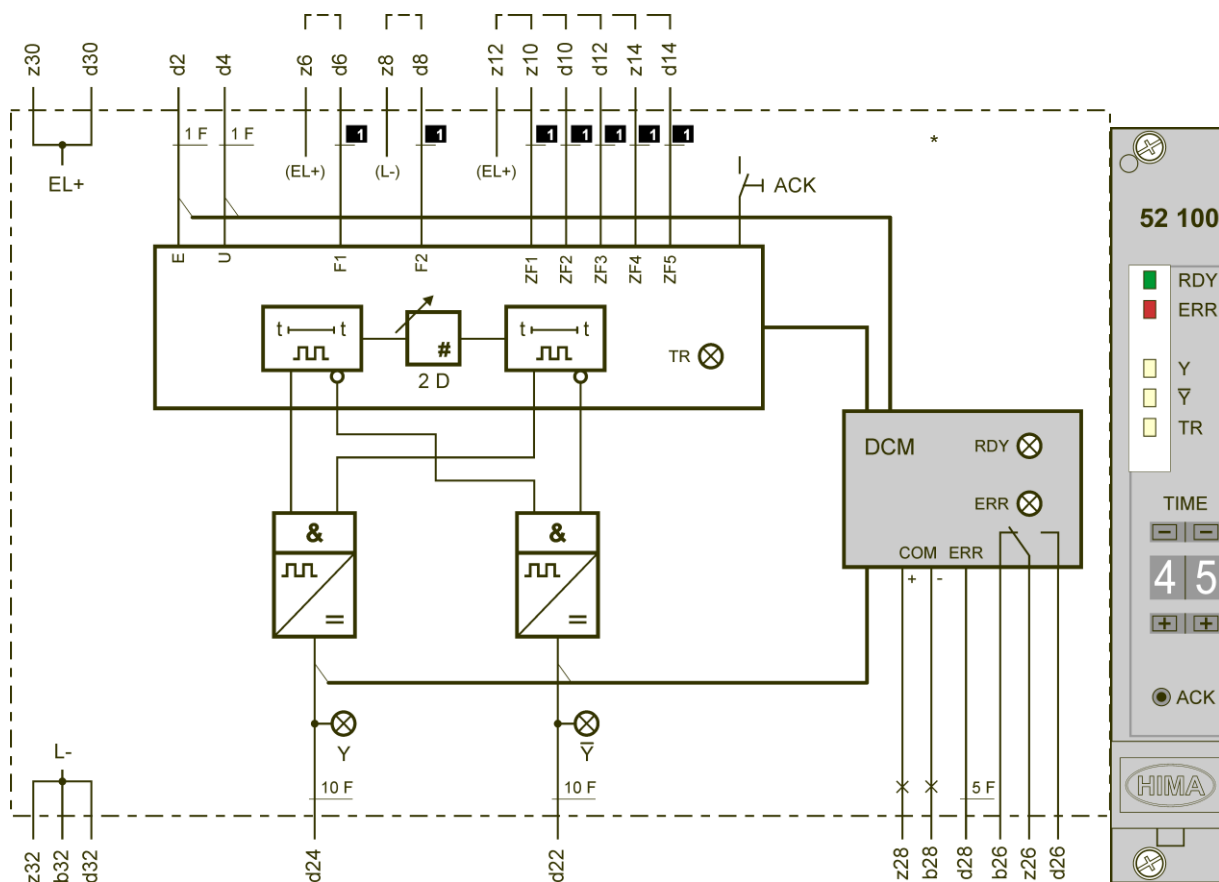 z30 d30 d2 d4 z6 d6 z8 d8 z12 z10 d10 d12 z14 d14
1 F 1 F 1 1 1 1 1 1 1 *
(EL+) (L-) (EL+)
EL+ ACK
52 100
E U F1 F2 ZF1 ZF2 ZF3 ZF4 ZF5
RDY
ERR
t t t t
#
TR
2 D
Y
Y̅
TR
DCM RDY
ERR
TIME
& &
- -
COM ERR
+ -
4 5
= =
+ +
ACK
Y Y̅
L-
10 F 10 F 5 F
HIMA
z32 b32 d32 d24 d22 z28 b28 d28 b26 z26 d26